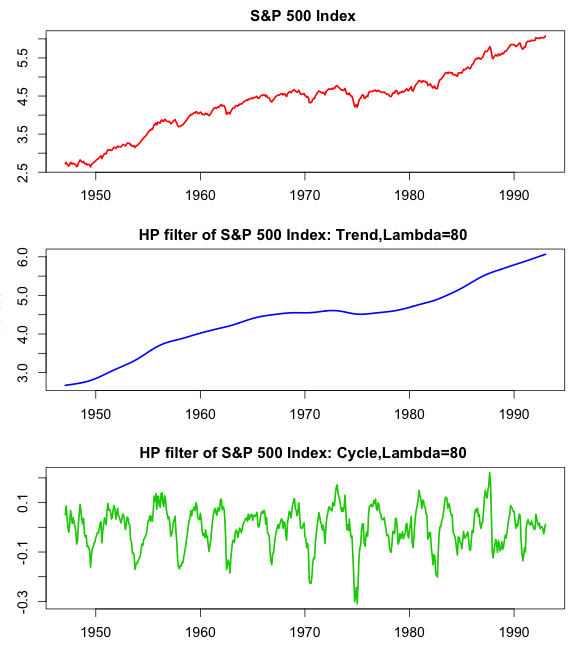 S&P 500 Index
5.5
4.5
3.5
2.5
1950 1960 1970 1980 1990
HP filter of S&P 500 Index: Trend,Lambda=80
6.0
5.0
4.0
3.0
1950 1960 1970 1980 1990
HP filter of S&P 500 Index: Cycle,Lambda=80
0.1
-0.1
-0.3
1950 1960 1970 1980 1990